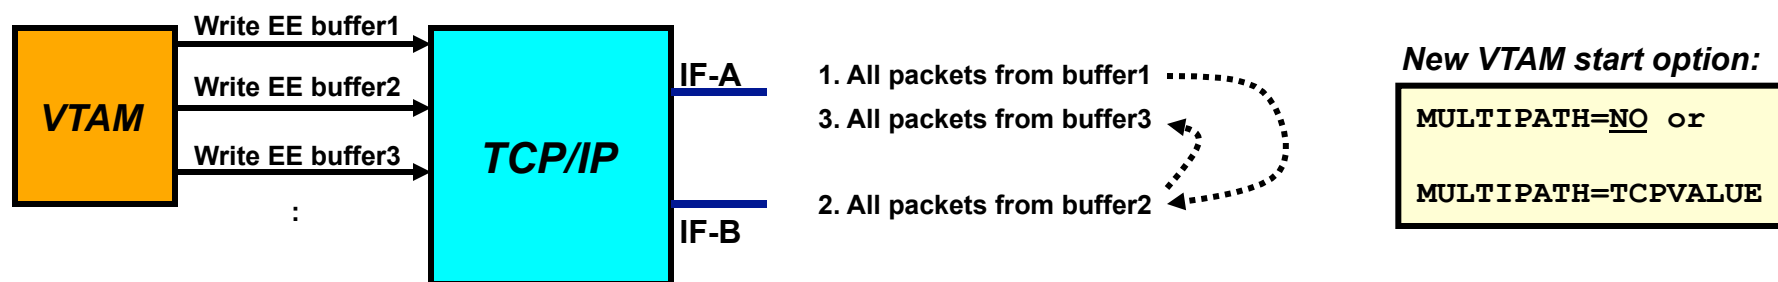 Write EE buffer1
Write EE buffer2
Write EE buffer3
:
VTAM
TCP/IP
IF-A
IF-B
1. All packets from buffer1
3. All packets from buffer3
2. All packets from buffer2
New VTAM start option:
MULTIPATH=NO or
MULTIPATH=TCPVALUE